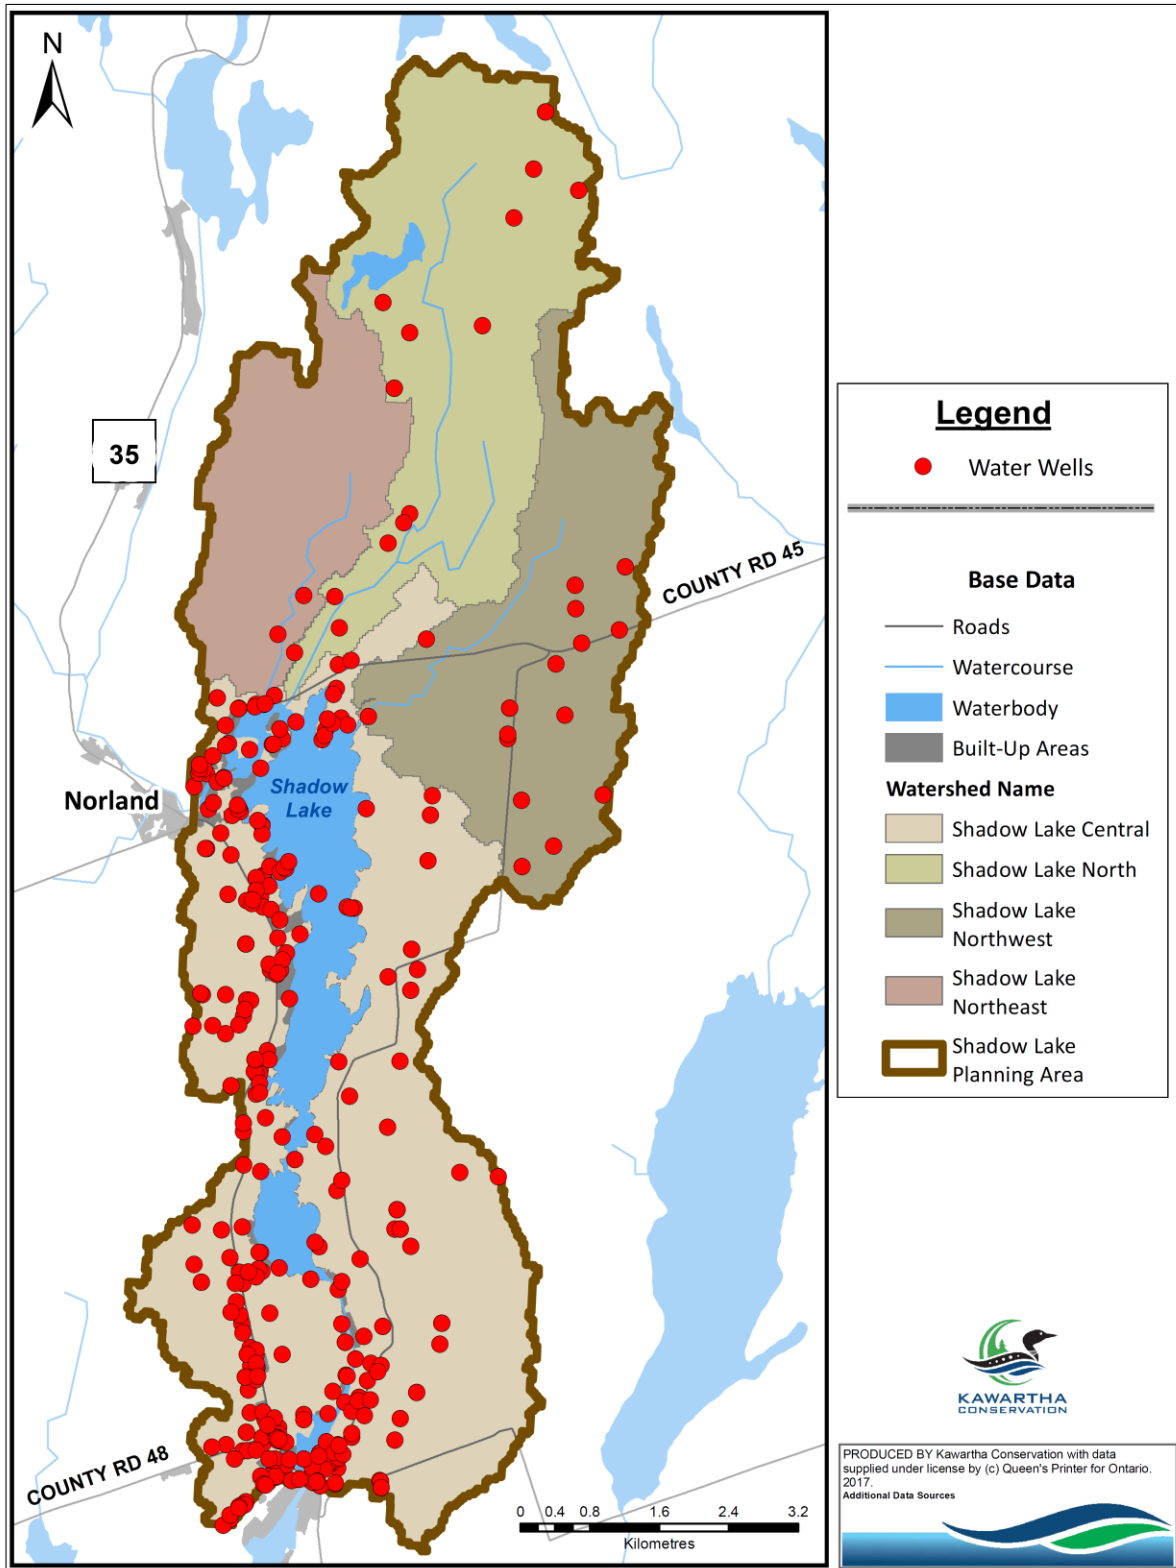 N
35
COUNTY RD 45
Norland
Shadow
Lake
COUNTY RD 48
0 0.4 0.8 1.6 2.4 3.2
Kilometres
Legend
Water Wells
Base Data
Roads
Watercourse
Waterbody
Built-Up Areas
Watershed Name
Shadow Lake Central
Shadow Lake North
Shadow Lake
Northwest
Shadow Lake
Northeast
Shadow Lake
Planning Area
KAWARTHA
CONSERVATION
PRODUCED BY Kawartha Conservation with data
supplied under license by (c) Queen's Printer for Ontario.
2017.
Additional Data Sources